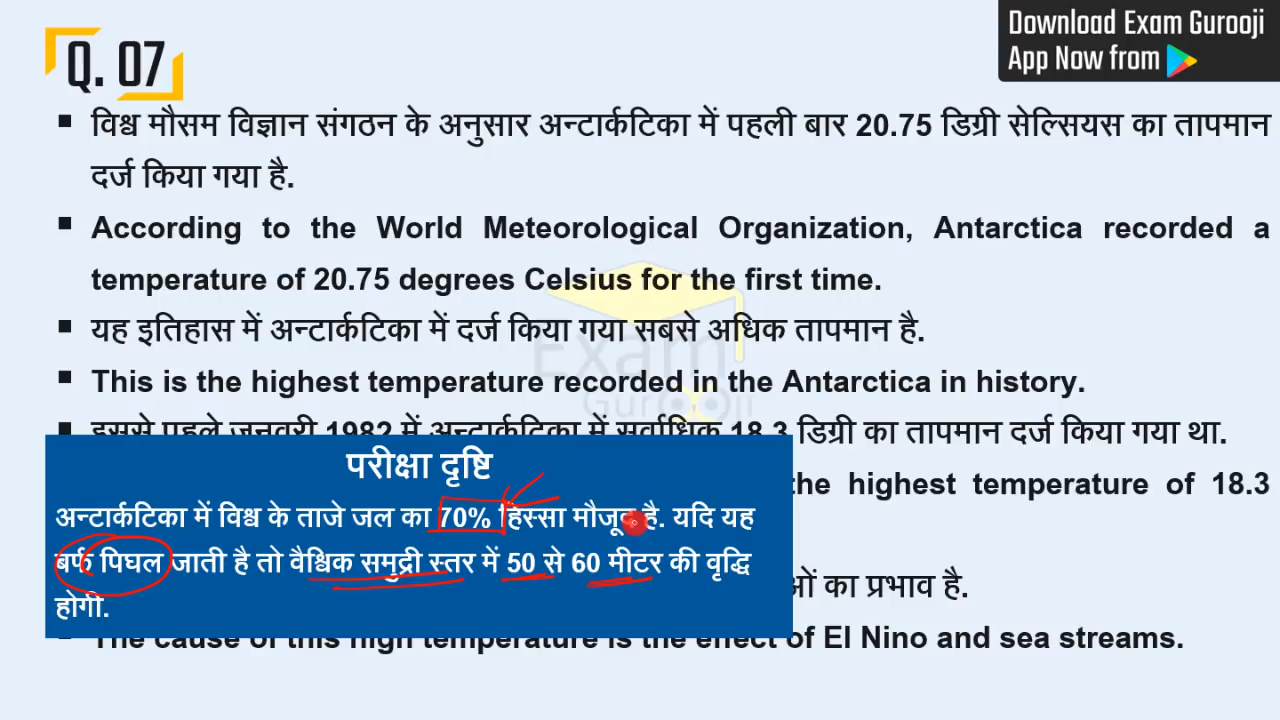 Download Exam Gurooji
App Now from
Q. 07
▪ विश्व मौसम विज्ञान संगठन के अनुसार अन्टार्कटिका में पहली बार 20.75 डिग्री सेल्सियस का तापमान
दर्ज किया गया है.
▪ According to the World Meteorological Organization, Antarctica recorded a
temperature of 20.75 degrees Celsius for the first time.
▪ यह इतिहास में अन्टार्कटिका में दर्ज किया गया सबसे अधिक तापमान है.
▪ This is the highest temperature recorded in the Antarctica in history.
▪ इससे पहले जनवरी 1982 में अन्टार्कटिका में सर्वाधिक 18.3 डिग्री का तापमान दर्ज किया गया था.
the highest temperature of 18.3
परीक्षा दृष्टि
अन्टार्कटिका में विश्व के ताजे जल का 70% हिस्सा मौजूद है. यदि यह
बर्फ पिघल जाती है तो वैश्विक समुद्री स्तर में 50 से 60 मीटर की वृद्धि
होगी.
का प्रभाव है.
▪ The cause of this high temperature is the effect of El Nino and sea streams.
Exam
Gurooji